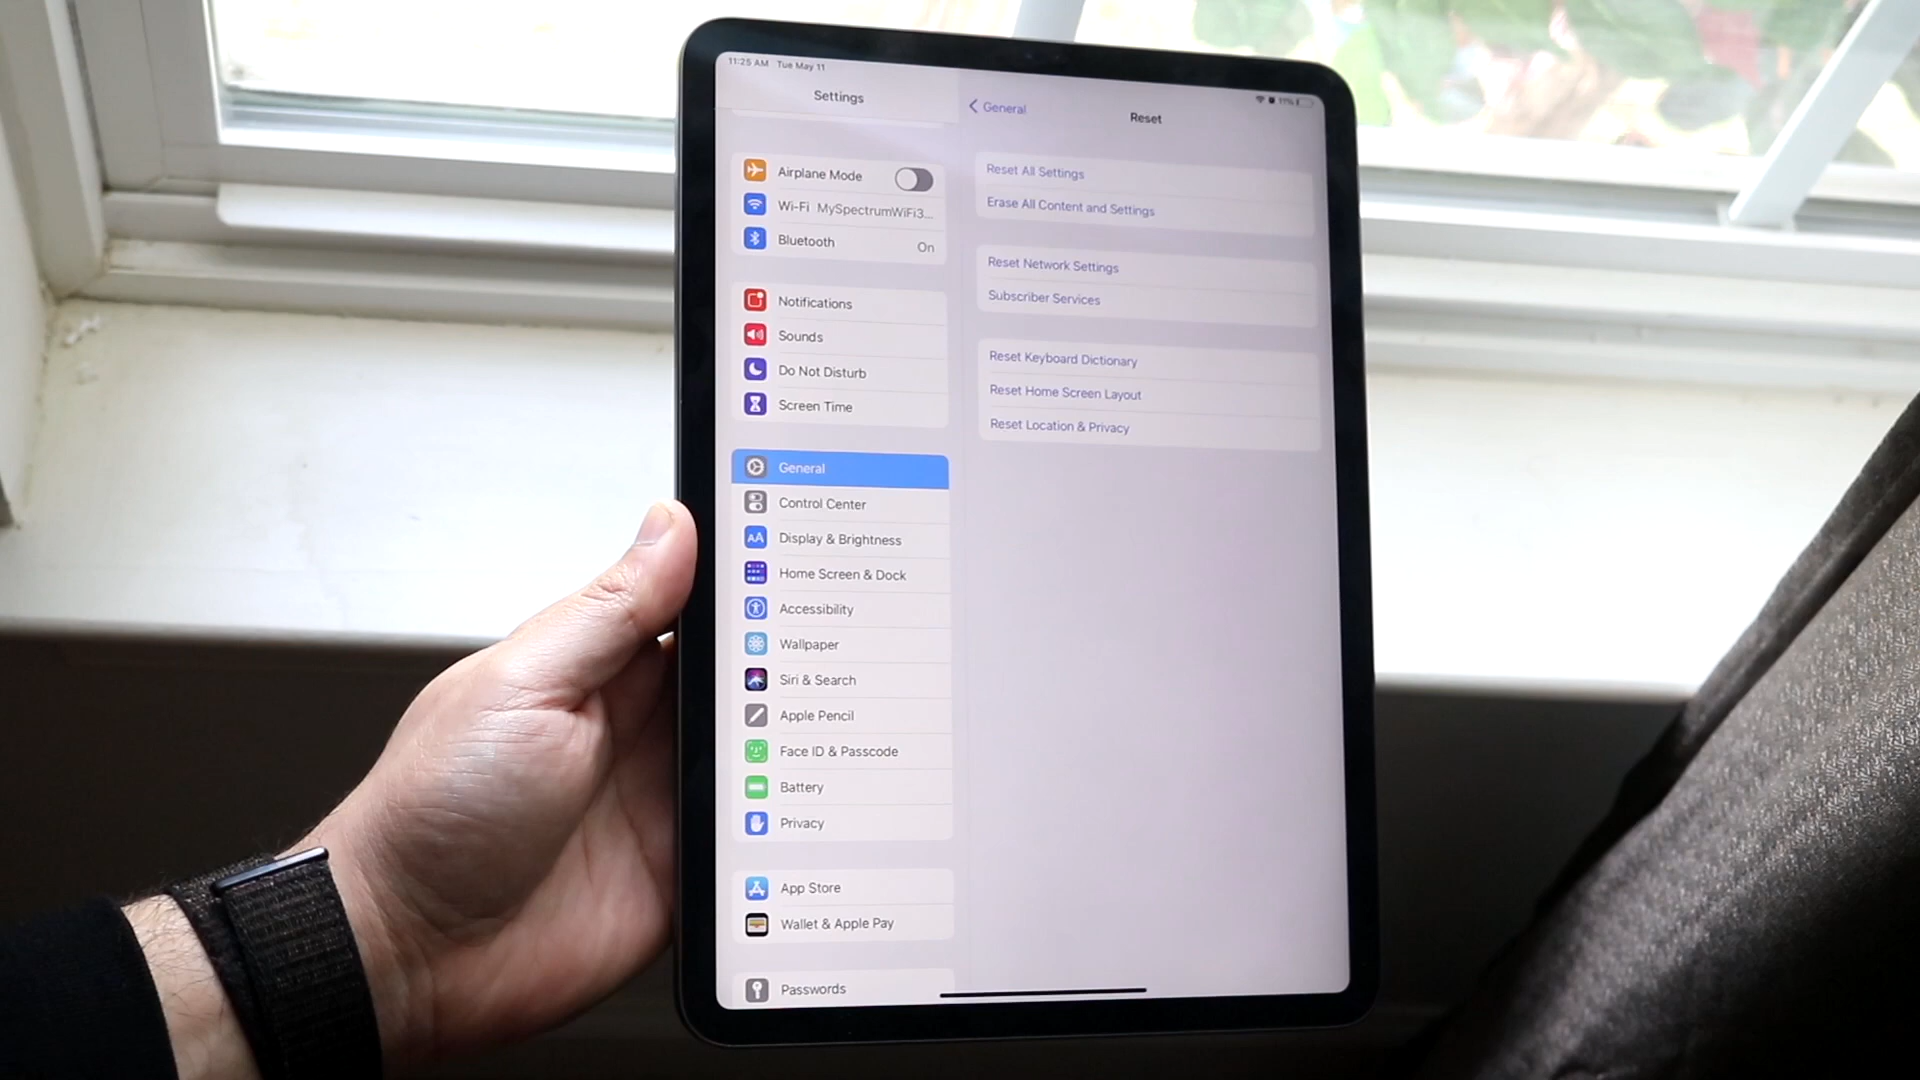 11:25 AM Tue May 11
11%
Settings
Airplane Mode
Wi-Fi MySpectrumWiFi3...
Bluetooth On
Notifications
Sounds
Do Not Disturb
Screen Time
General
Control Center
AA Display & Brightness
Home Screen & Dock
Accessibility
Wallpaper
Siri & Search
Apple Pencil
Face ID & Passcode
Battery
Privacy
App Store
Wallet & Apple Pay
Passwords
General
Reset
Reset All Settings
Erase All Content and Settings
Reset Network Settings
Subscriber Services
Reset Keyboard Dictionary
Reset Home Screen Layout
Reset Location & Privacy